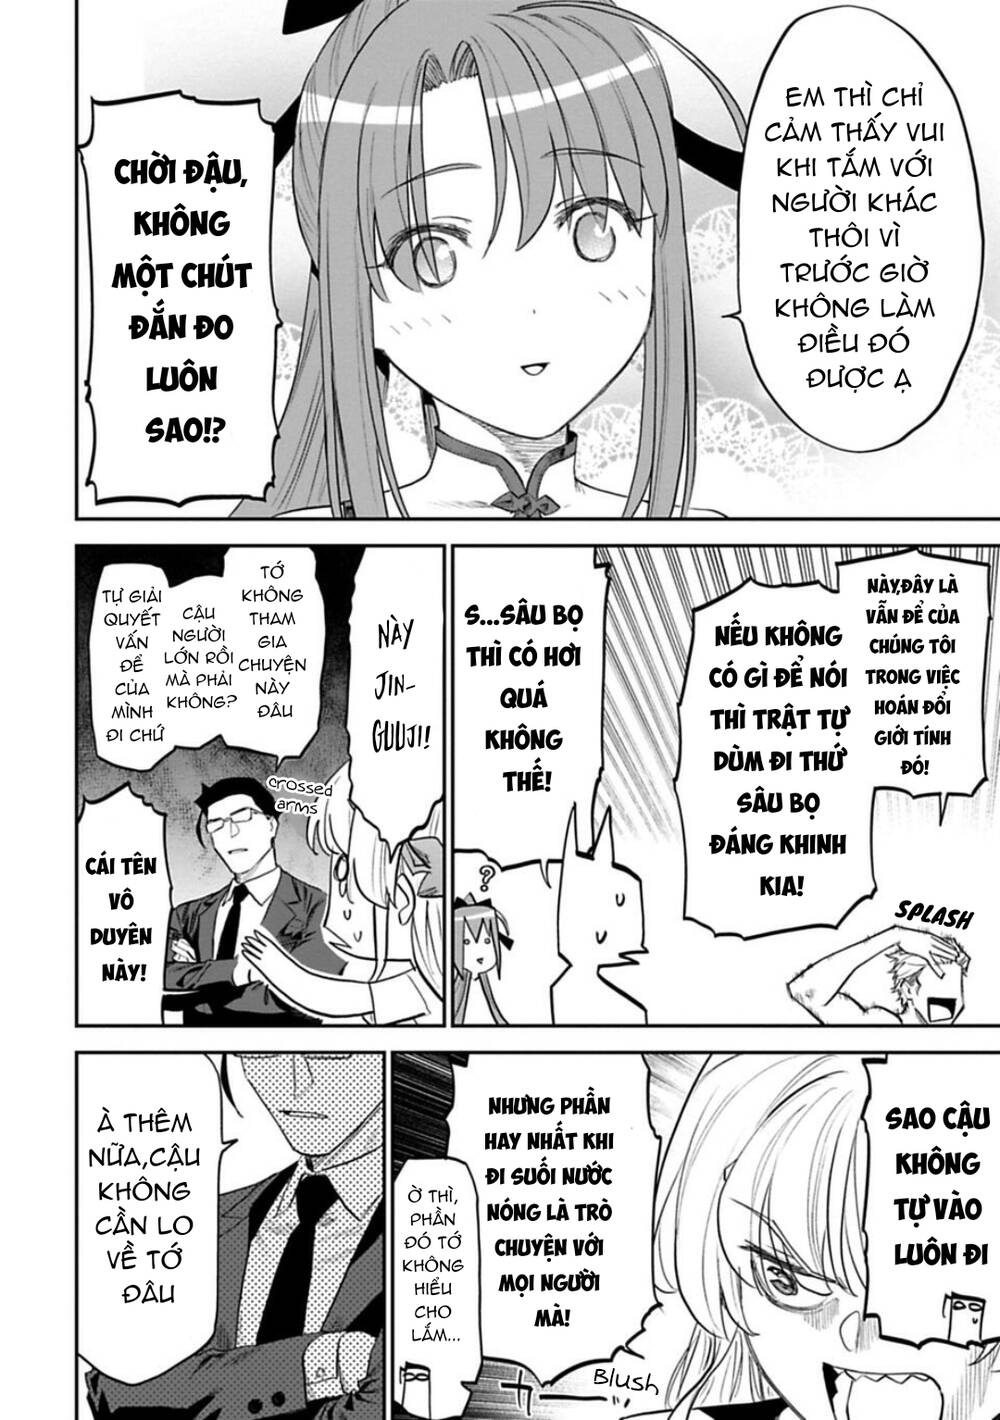 EM THÌ CHỈ
CẢM THẤY VUI
KHI TẮM VỚI
NGƯỜI KHÁC
THÔI VÌ
TRƯỚC GIỜ
KHÔNG LÀM
ĐIỀU ĐÓ
ĐƯỢC Ạ
CHỜI ĐẬU,
KHÔNG
MỘT CHÚT
ĐẮN ĐO
LUÔN
SAO!?
NÀY,ĐÂY LÀ
VẪN ĐỂ CỦA
CHÚNG TÔI
TRONG VIỆC
HOÁN ĐỔI
GIỚI TÍNH
ĐÓ!
NẾU KHÔNG
CÓ GÌ ĐỂ NÓI
THÌ TRẬT TỰ
DÙM ĐI THỨ
SÂU BỌ
ĐÁNG KHINH
KIA!
SPLASH
S...SÂU BỌ
THÌ CÓ HƠI
QUÁ
KHÔNG
THẾ!
?
NÀY
JIN-
GUUJI!
TỚ
KHÔNG
THAM
GIA
CHUYỆN
NÀY
ĐÂU
CẬU
NGƯỜI
LỚN RỒI
MÀ PHẢI
KHÔNG?
TỰ GIẢI
QUYẾT
VẤN
ĐỀ
CỦA
MÌNH
ĐI CHỨ
crossed
arms
CÁI TÊN
VÔ
DUYÊN
NÀY!
SAO CẬU
KHÔNG
TỰ VÀO
LUÔN ĐI
NHƯNG PHẦN
HAY NHẤT KHI
ĐI SUỐI NƯỚC
NÓNG LÀ TRÒ
CHUYỆN VỚI
MỌI NGƯỜI
MÀ!
Blush
Ờ THÌ,
PHẦN
ĐÓ TỚ
KHÔNG
HIỂU
CHO
LẮM...
À THÊM
NỮA,CẬU
KHÔNG
CẦN LO
VỀ TỚ
ĐÂU